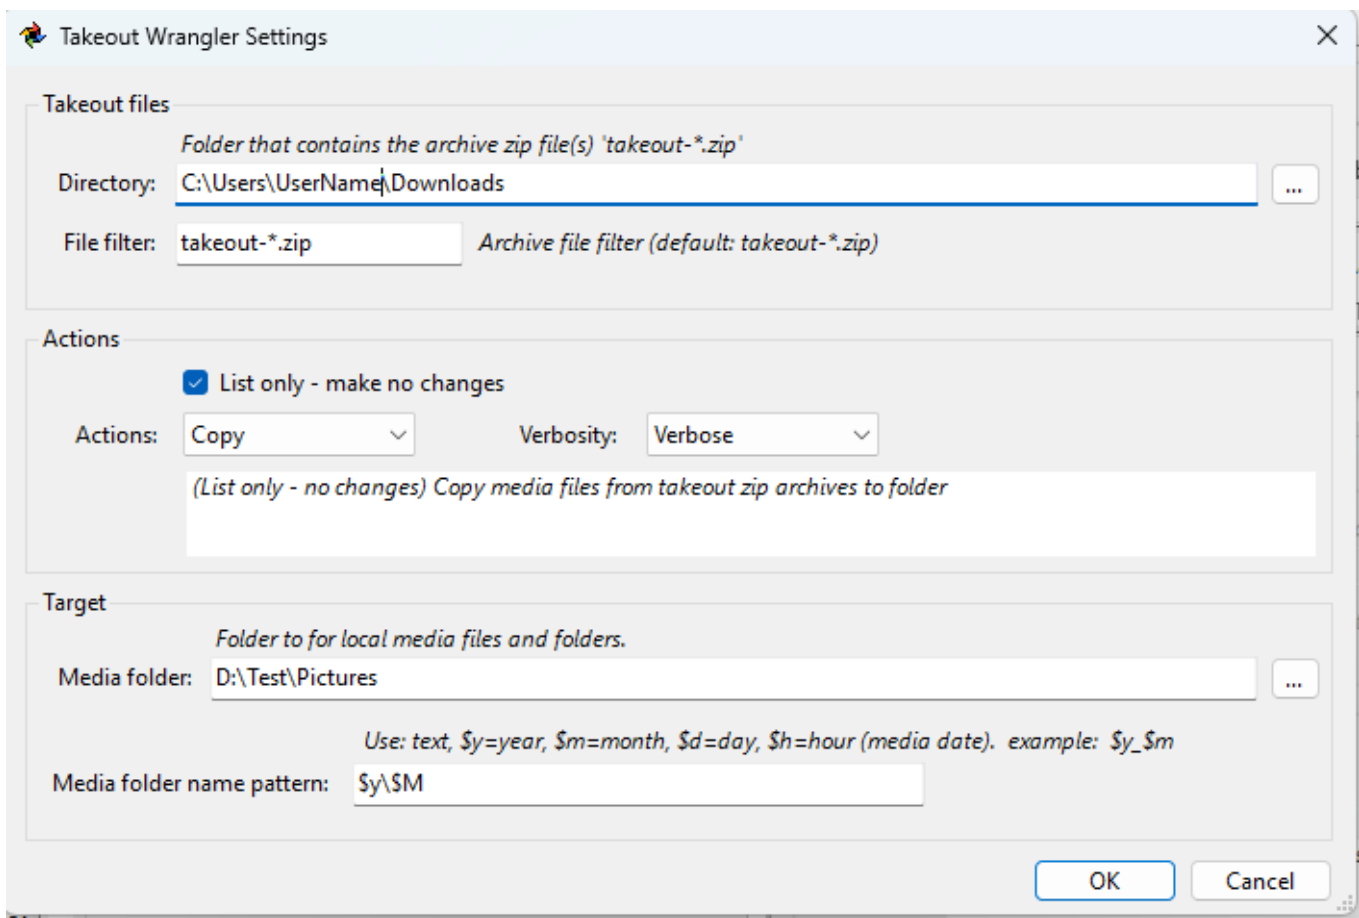 Takeout Wrangler Settings
Takeout files
Folder that contains the archive zip file(s) 'takeout-*.zip'
Directory: C:\Users\UserName\Downloads ...
File filter: takeout-*.zip Archive file filter (default: takeout-*.zip)
Actions
List only - make no changes
Actions: Copy Verbosity: Verbose
(List only - no changes) Copy media files from takeout zip archives to folder
Target
Folder to for local media files and folders.
Media folder: D:\Test\Pictures ...
Use: text, $y=year, $m=month, $d=day, $h=hour (media date). example: $y_$m
Media folder name pattern: $y\$M
OK Cancel